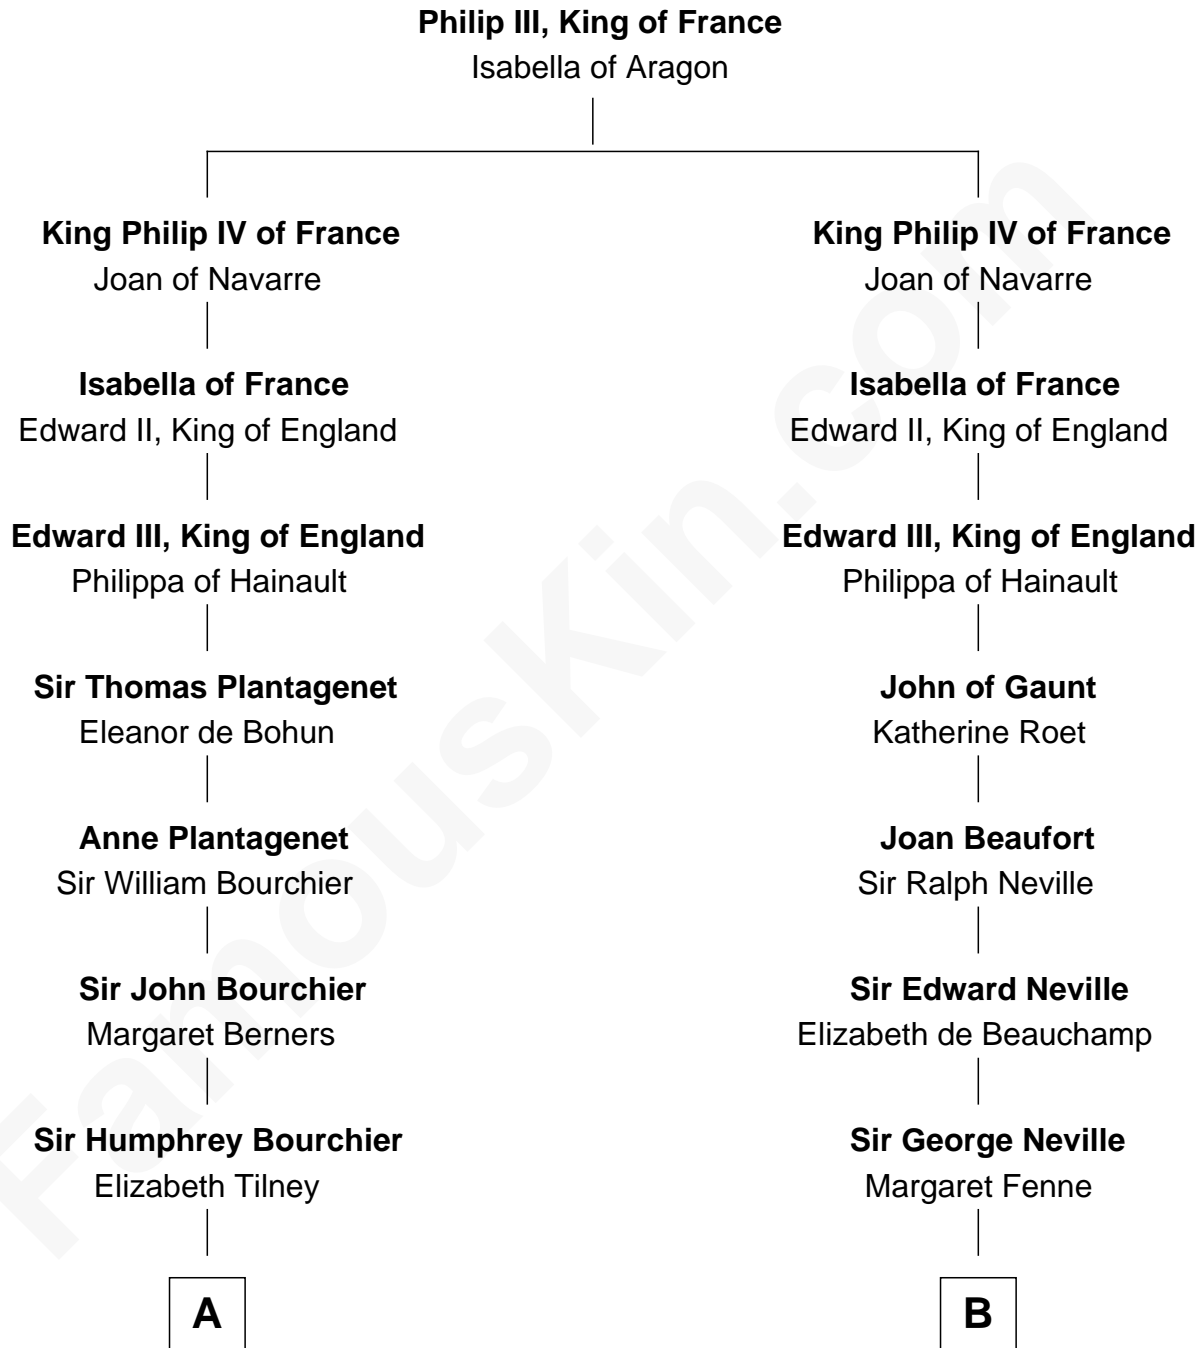 Philip III, King of France
Isabella of Aragon
King Philip IV of France
Joan of Navarre
King Philip IV of France
Joan of Navarre
Isabella of France
Edward II, King of England
Isabella of France
Edward II, King of England
Edward III, King of England
Philippa of Hainault
Edward III, King of England
Philippa of Hainault
Sir Thomas Plantagenet
Eleanor de Bohun
John of Gaunt
Katherine Roet
Anne Plantagenet
Sir William Bourchier
Joan Beaufort
Sir Ralph Neville
Sir John Bourchier
Margaret Berners
Sir Edward Neville
Elizabeth de Beauchamp
Sir Humphrey Bourchier
Elizabeth Tilney
Sir George Neville
Margaret Fenne
A
B
FamousKin.com